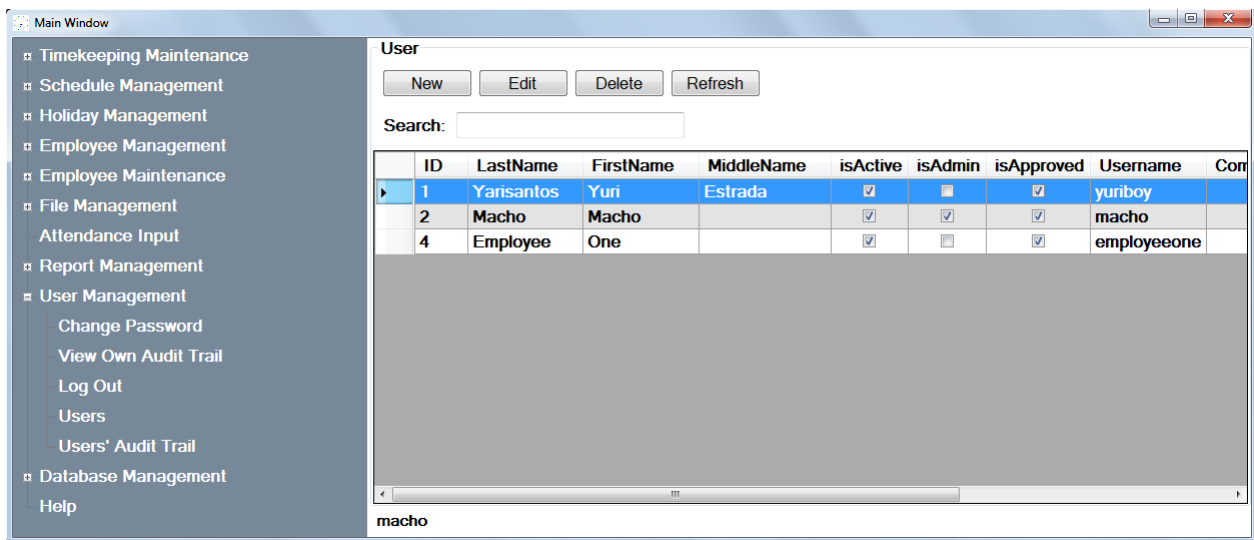 Main Window
Timekeeping Maintenance
Schedule Management
Holiday Management
Employee Management
Employee Maintenance
File Management
Attendance Input
Report Management
User Management
Change Password
View Own Audit Trail
Log Out
Users
Users' Audit Trail
Database Management
Help
User
New Edit Delete Refresh
Search:
ID LastName FirstName MiddleName isActive isAdmin isApproved Username Com
1 Yarisantos Yuri Estrada yuriboy
2 Macho Macho macho
4 Employee One employeeone
macho